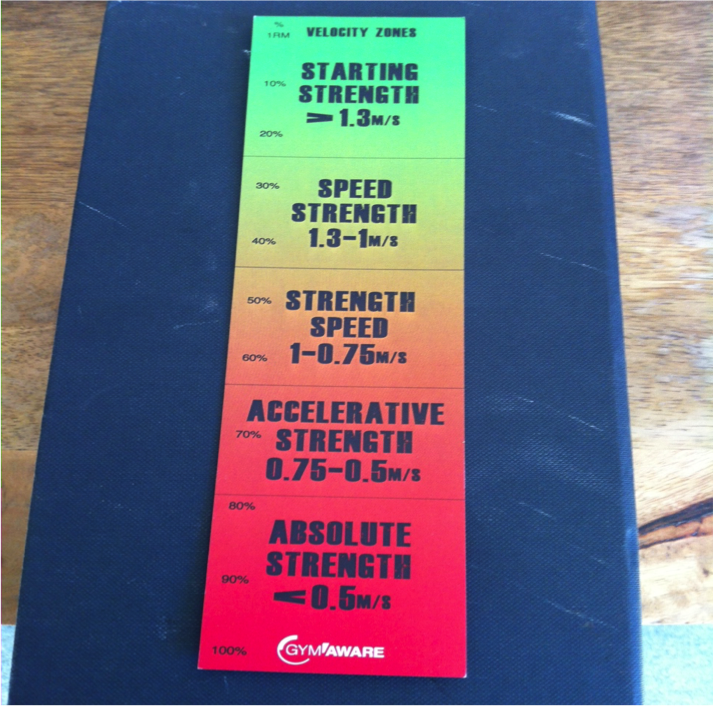 %
1RM
VELOCITY ZONES
10%
STARTING
STRENGTH
> 1.3M/S
20%
30%
SPEED
STRENGTH
1.3-1M/S
40%
50%
STRENGTH
SPEED
1-0.75M/S
60%
ACCELERATIVE
70%
STRENGTH
0.75-0.5M/S
80%
ABSOLUTE
STRENGTH
90%
< 0.5M/S
100%
GYMAWARE